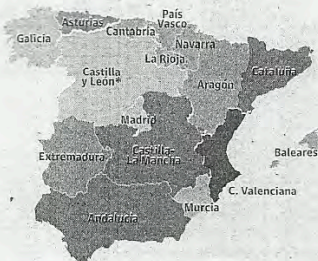 País
Vasco
Asturias
Cantabria
Galicia
Navarra
La Rioja
Cataluña
Castilla
y León*
Aragón
Madrid
Extremadura
Castilla-
La Mancha
Baleares
C. Valenciana
Murcia
Andalucía